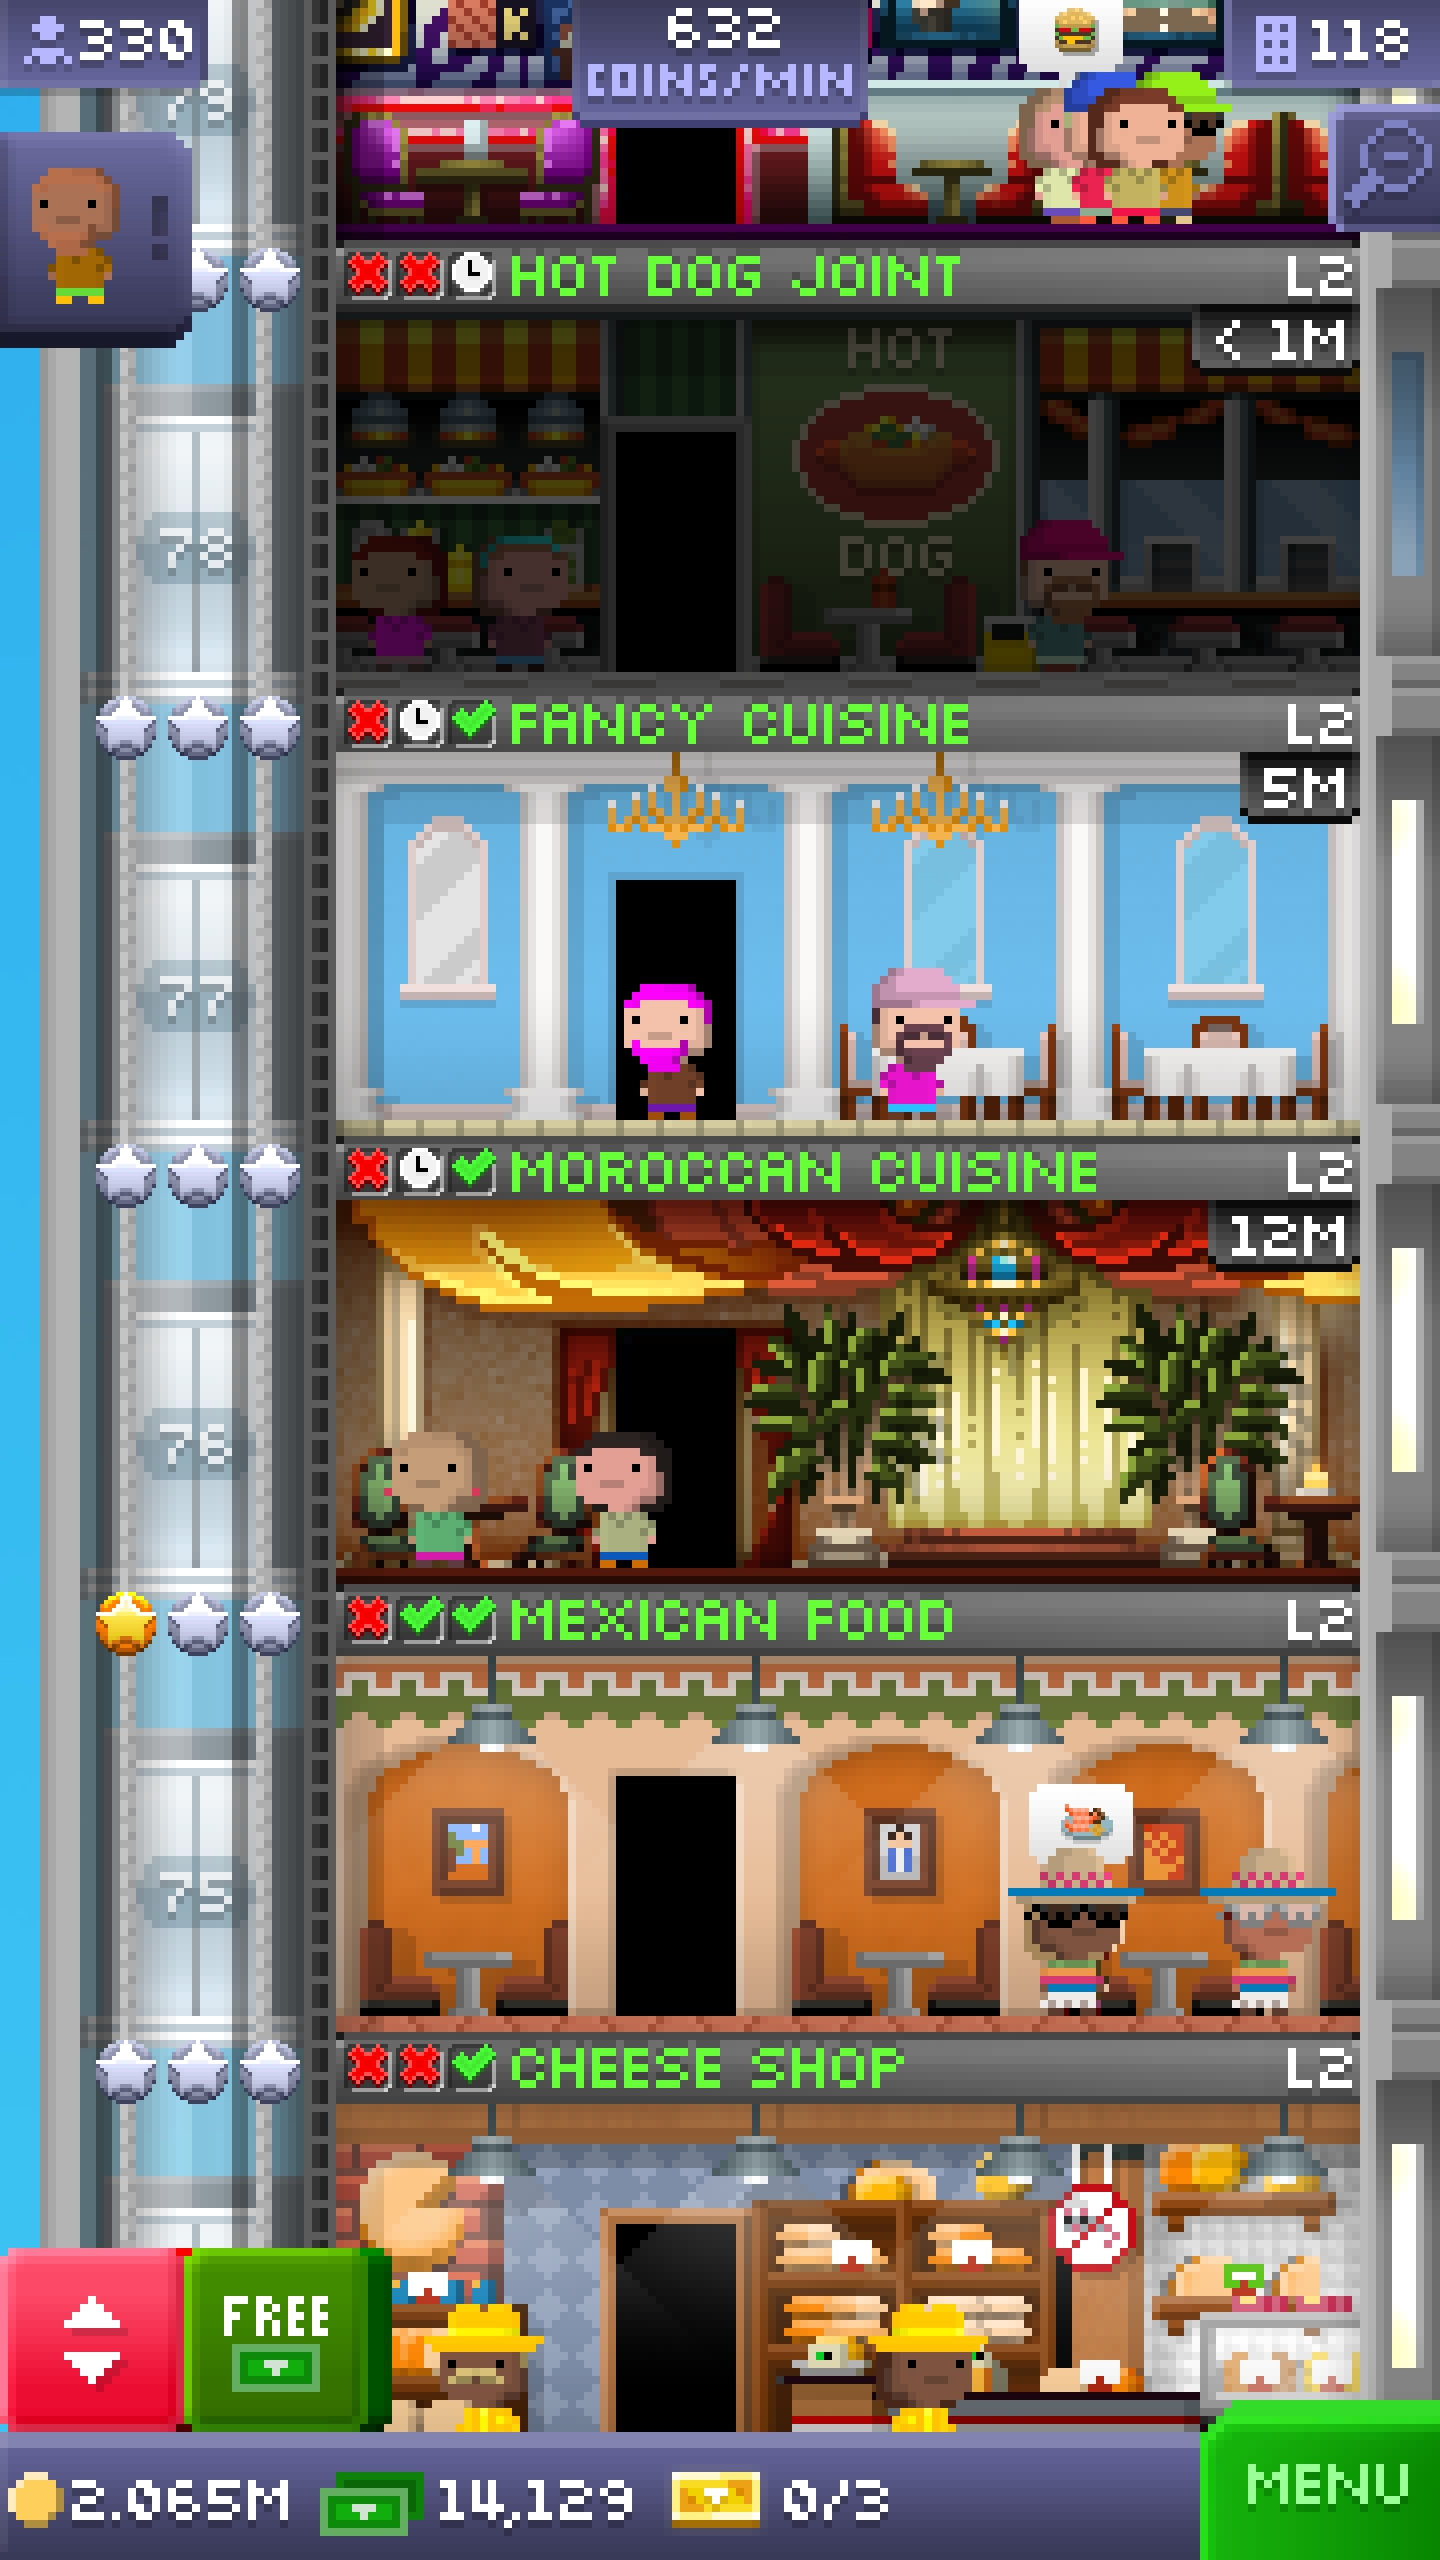 330
632
COINS/MIN
118
K
79
HOT DOG JOINT
L2
< 1M
HOT
DOG
78
FANCY CUISINE
L2
5M
77
MOROCCAN CUISINE
L2
12M
76
MEXICAN FOOD
L2
75
CHEESE SHOP
L2
FREE
2.065M
14,129
0/3
MENU